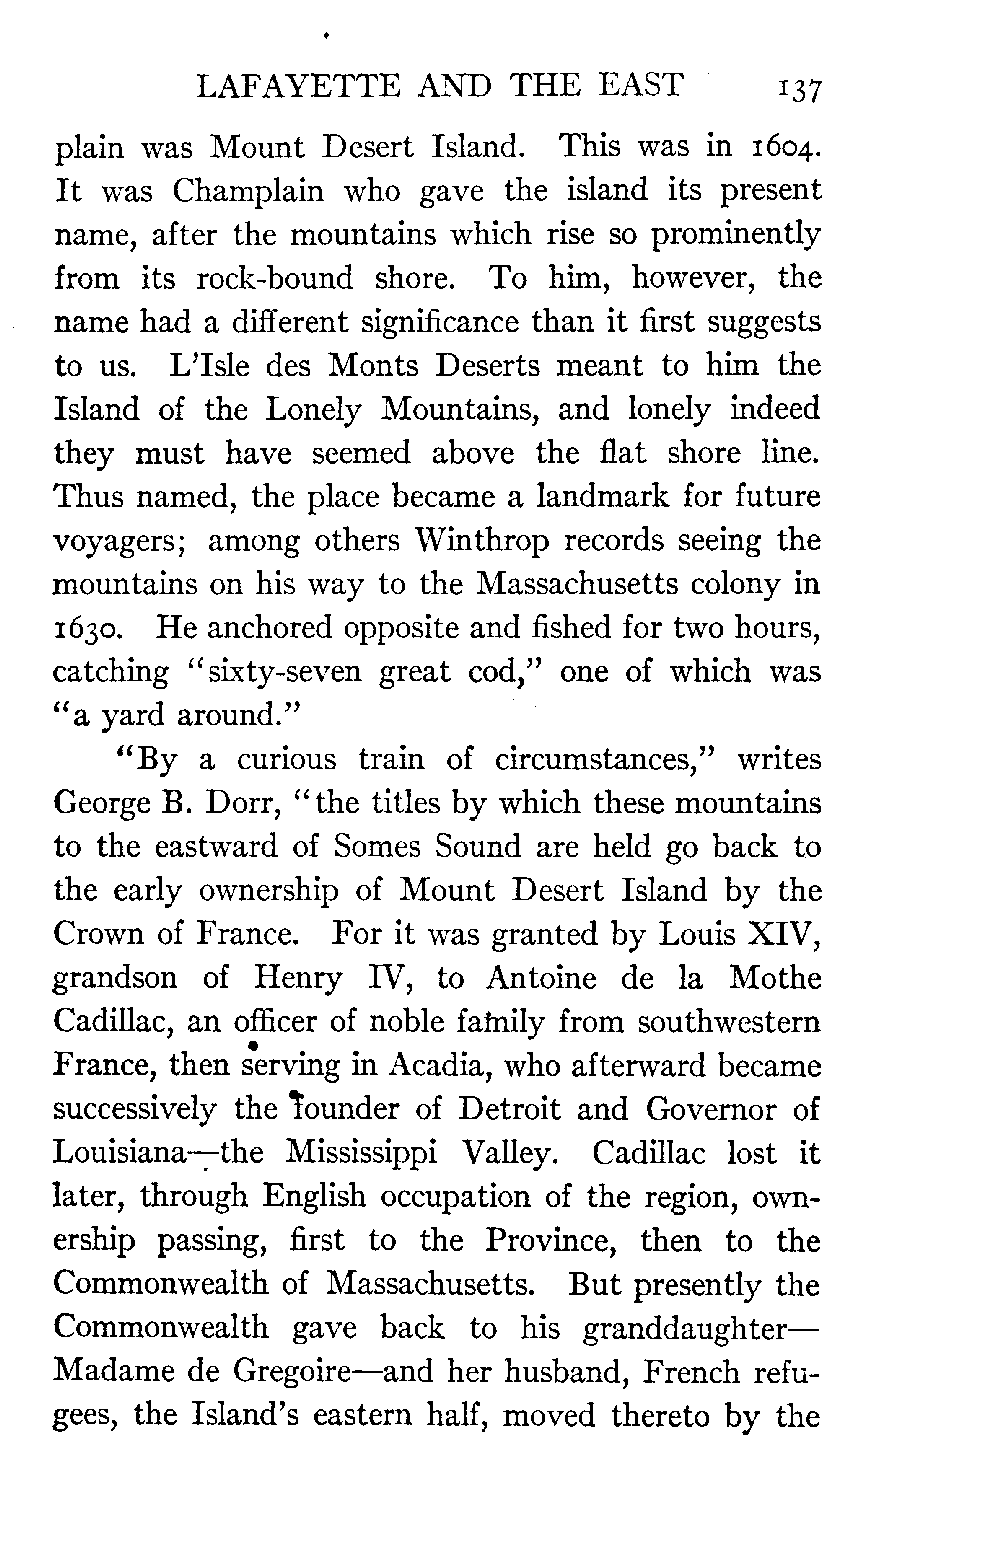 LAFAYETTE AND THE EAST 137
plain was Mount Desert Island. This was in 1604.
It was Champlain who gave the island its present
name, after the mountains which rise so prominently
from its rock-bound shore. To him, however, the
name had a different significance than it first suggests
to us. L'Isle des Monts Deserts meant to him the
Island of the Lonely Mountains, and lonely indeed
they must have seemed above the flat shore line.
Thus named, the place became a landmark for future
voyagers; among others Winthrop records seeing the
mountains on his way to the Massachusetts colony in
1630. He anchored opposite and fished for two hours,
catching "sixty-seven great cod," one of which was
"a yard around."
"By a curious train of circumstances," writes
George B. Dorr, "the titles by which these mountains
to the eastward of Somes Sound are held go back to
the early ownership of Mount Desert Island by the
Crown of France. For it was granted by Louis XIV,
grandson of Henry IV, to Antoine de la Mothe
Cadillac, an officer of noble family from southwestern
France, then serving in Acadia, who afterward became
successively the founder of Detroit and Governor of
Louisiana—the Mississippi Valley. Cadillac lost it
later, through English occupation of the region, own-
ership passing, first to the Province, then to the
Commonwealth of Massachusetts. But presently the
Commonwealth gave back to his granddaughter—
Madame de Gregoire—and her husband, French refu-
gees, the Island's eastern half, moved thereto by the